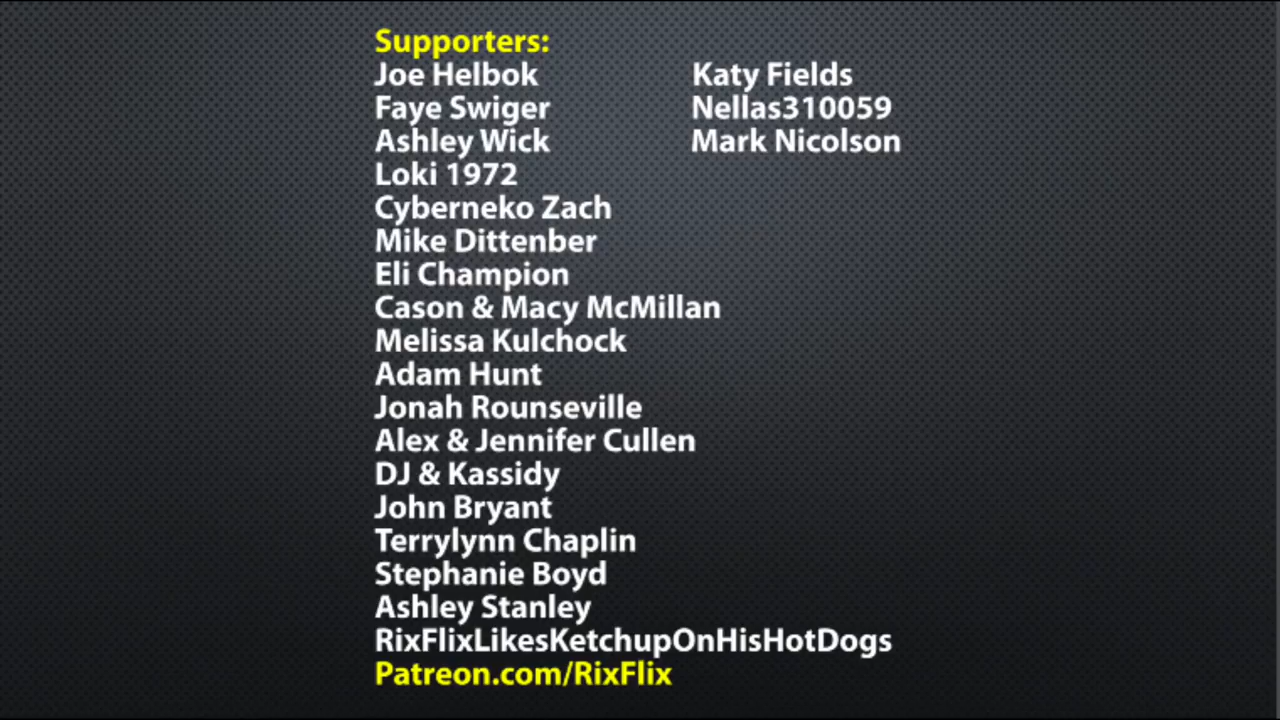 Supporters:
Joe Helbok
Faye Swiger
Ashley Wick
Loki 1972
Cyberneko Zach
Mike Dittenber
Eli Champion
Cason & Macy McMillan
Melissa Kulchock
Adam Hunt
Jonah Rounseville
Alex & Jennifer Cullen
DJ & Kassidy
John Bryant
Terrylynn Chaplin
Stephanie Boyd
Ashley Stanley
RixFlixLikesKetchupOnHisHotDogs
Patreon.com/RixFlix
Katy Fields
Nellas310059
Mark Nicolson